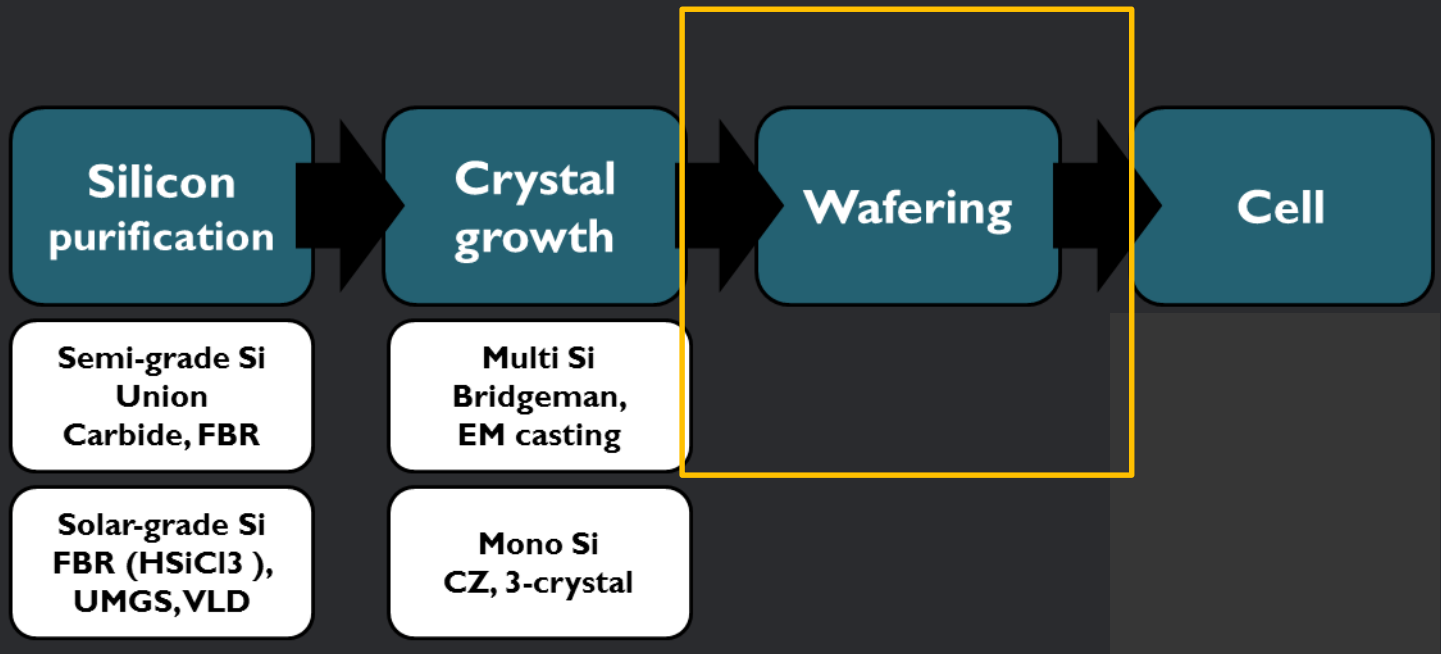 Silicon
purification
Crystal
growth
Wafering
Cell
Semi-grade Si
Union
Carbide, FBR
Multi Si
Bridgeman,
EM casting
Solar-grade Si
FBR (HSiCl3 ),
UMGS, VLD
Mono Si
CZ, 3-crystal